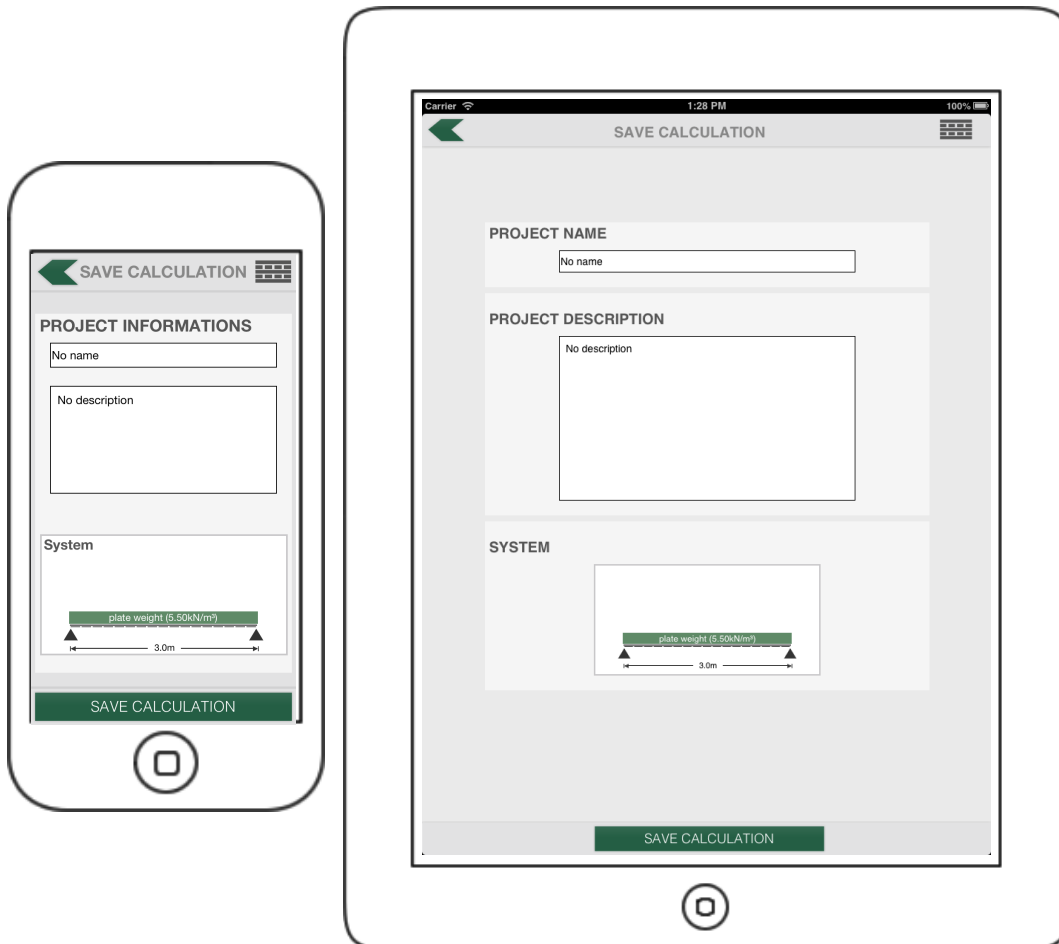 SAVE CALCULATION
PROJECT INFORMATIONS
No name
No description
System
plate weight (5.50kN/m³)
3.0m
SAVE CALCULATION
Carrier 1:28 PM 100%
SAVE CALCULATION
PROJECT NAME
No name
PROJECT DESCRIPTION
No description
SYSTEM
plate weight (5.50kN/m³)
3.0m
SAVE CALCULATION